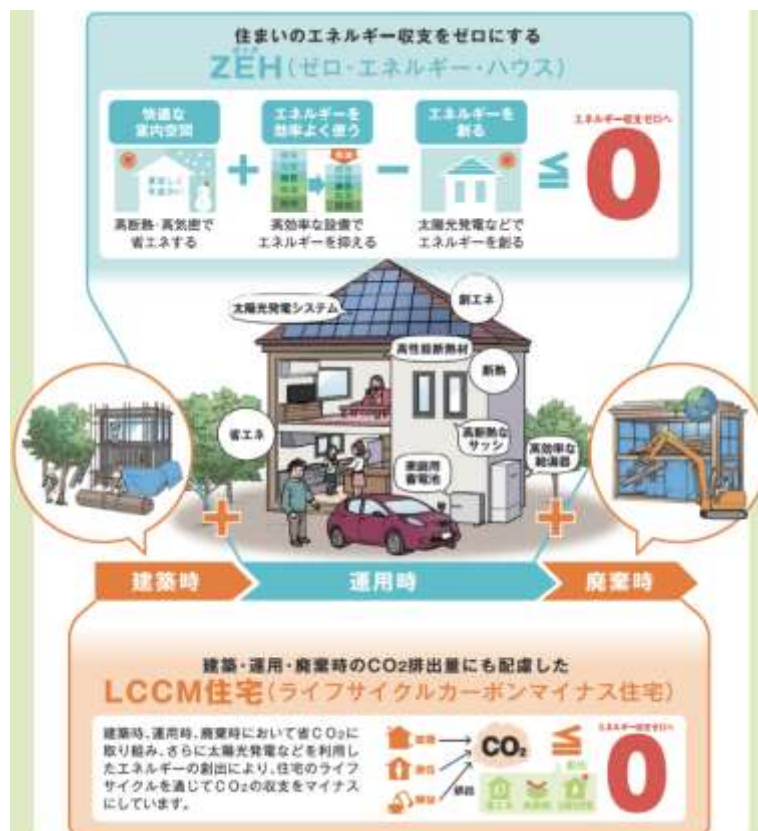 住まいのエネルギー収支をゼロにする
ZEH(ゼロ・エネルギー・ハウス)
快適な
室内空間
エネルギーを
効率よく使う
エネルギーを
創る
エネルギー収支ゼロへ
+
−
≦
0
高断熱・高気密で
省エネする
高効率な設備で
エネルギーを抑える
太陽光発電などで
エネルギーを創る
太陽光発電システム
創エネ
高性能断熱材
断熱
省エネ
高断熱な
サッシ
高効率な
給湯器
家庭用
蓄電池
+
+
建築時
運用時
廃棄時
建築・運用・廃棄時のCO2排出量にも配慮した
LCCM住宅(ライフサイクルカーボンマイナス住宅)
建築時、運用時、廃棄時において省CO2に
取り組み、さらに太陽光発電などを利用し
たエネルギーの創出により、住宅のライフ
サイクルを通じてCO2の収支をマイナス
にしています。
CO2
≦
エネルギー収支ゼロへ
0
排出
省エネ